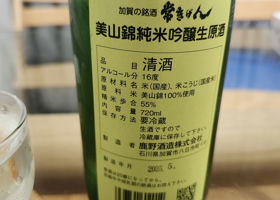 加賀の銘酒 常きげん
美山錦純米吟醸生原酒
品目 清酒
アルコール分 16度
原材料 米(国産)、米こうじ(国産米)
原料米 美山錦100%使用
精米歩合 55%
内容量 720ml
保存方法 要冷蔵
生酒ですので
冷蔵庫に保存して下さい。
鹿野酒造株式会社
石川県加賀市八日市町イ6
製造年月
5.